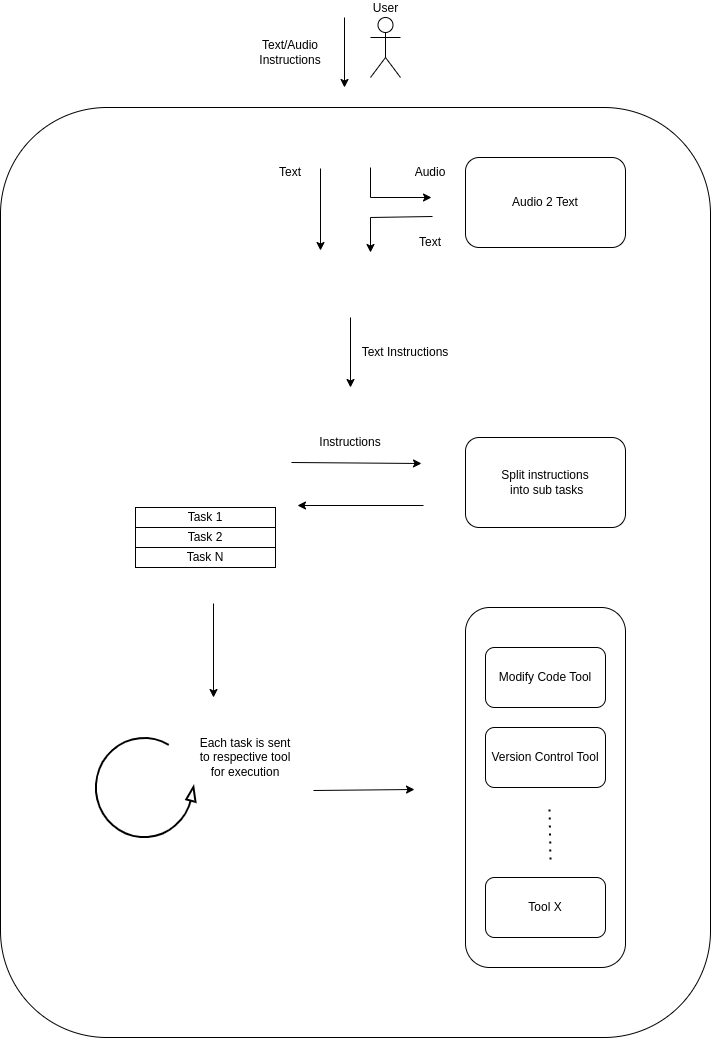 User
Text/Audio
Instructions
Text
Audio
Audio 2 Text
Text
Text Instructions
Instructions
Split instructions
into sub tasks
Task 1
Task 2
Task N
Modify Code Tool
Each task is sent
to respective tool
for execution
Version Control Tool
Tool X